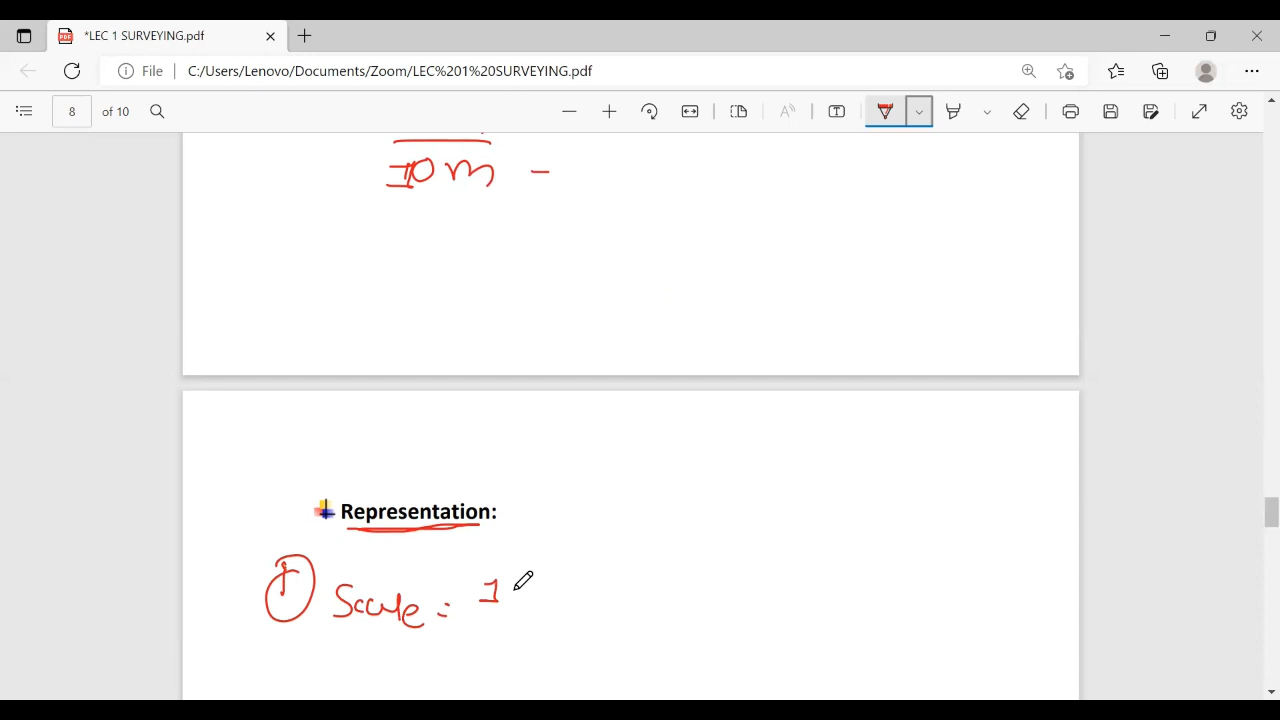 *LEC 1 SURVEYING.pdf
File C:/Users/Lenovo/Documents/Zoom/LEC%201%20SURVEYING.pdf
8 of 10
10 m -
Representation:
1 Scale = 1